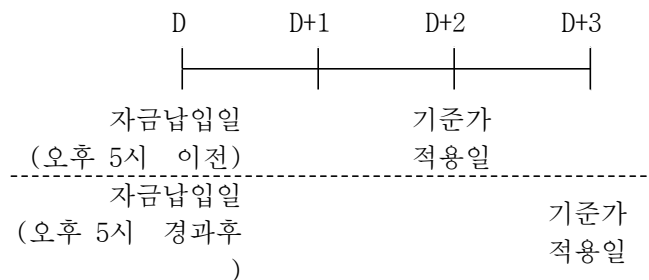 D D+1 D+2 D+3
자금납입일 기준가
(오후 5시 이전) 적용일
자금납입일
(오후 5시 경과후
)
기준가
적용일